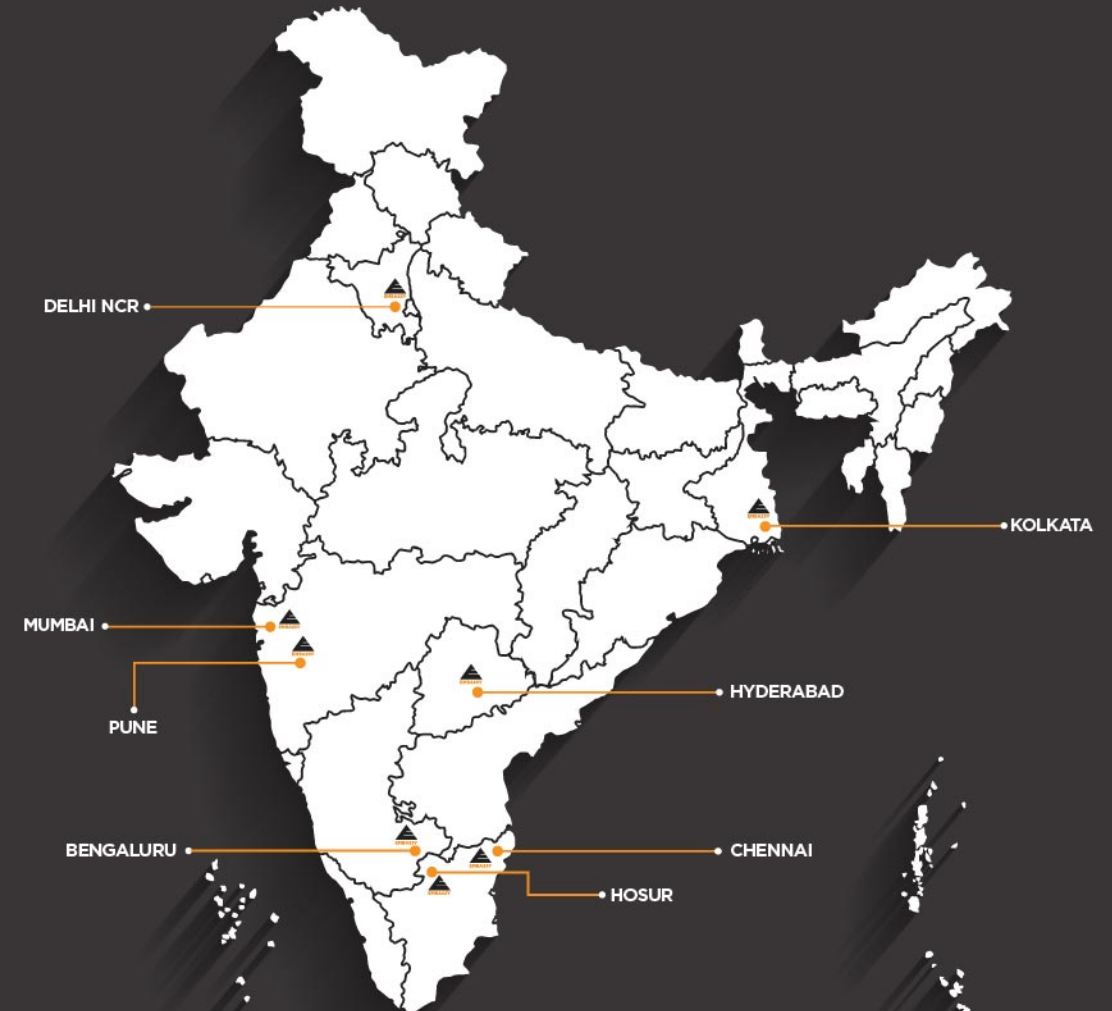 DELHI NCR
KOLKATA
MUMBAI
HYDERABAD
PUNE
BENGALURU
CHENNAI
HOSUR